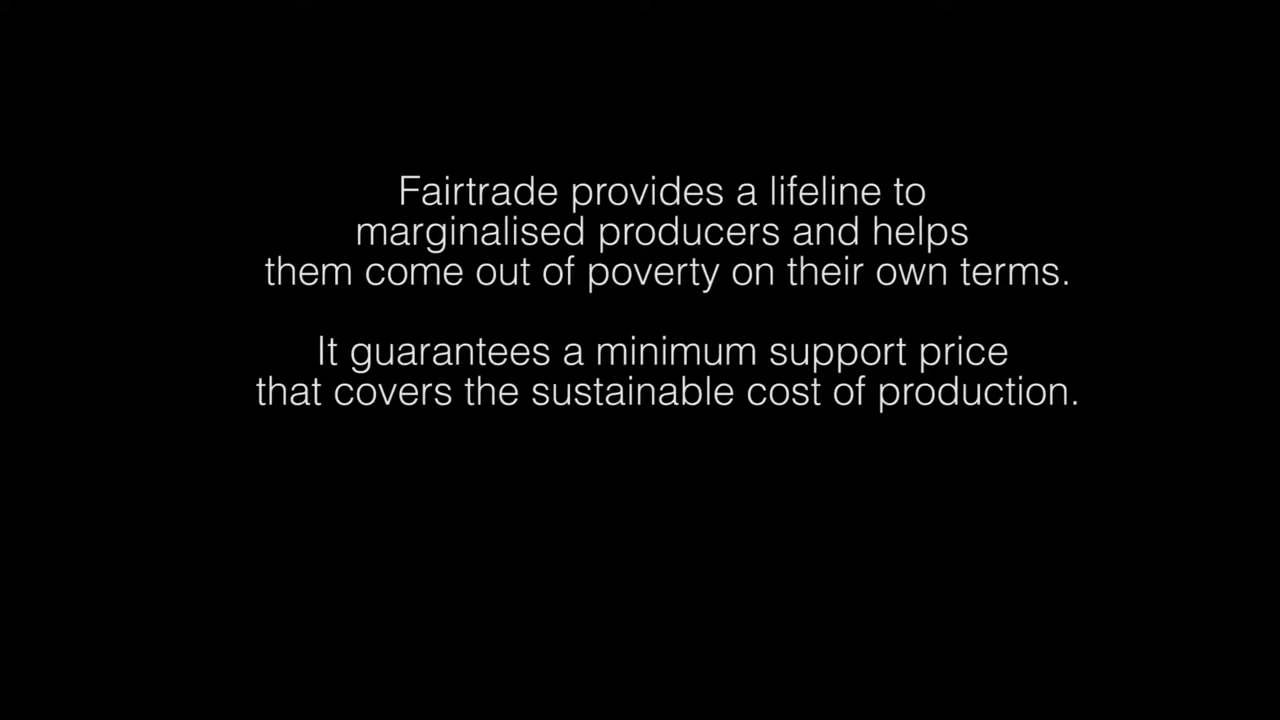 Fairtrade provides a lifeline to
marginalised producers and helps
them come out of poverty on their own terms.
It guarantees a minimum support price
that covers the sustainable cost of production.